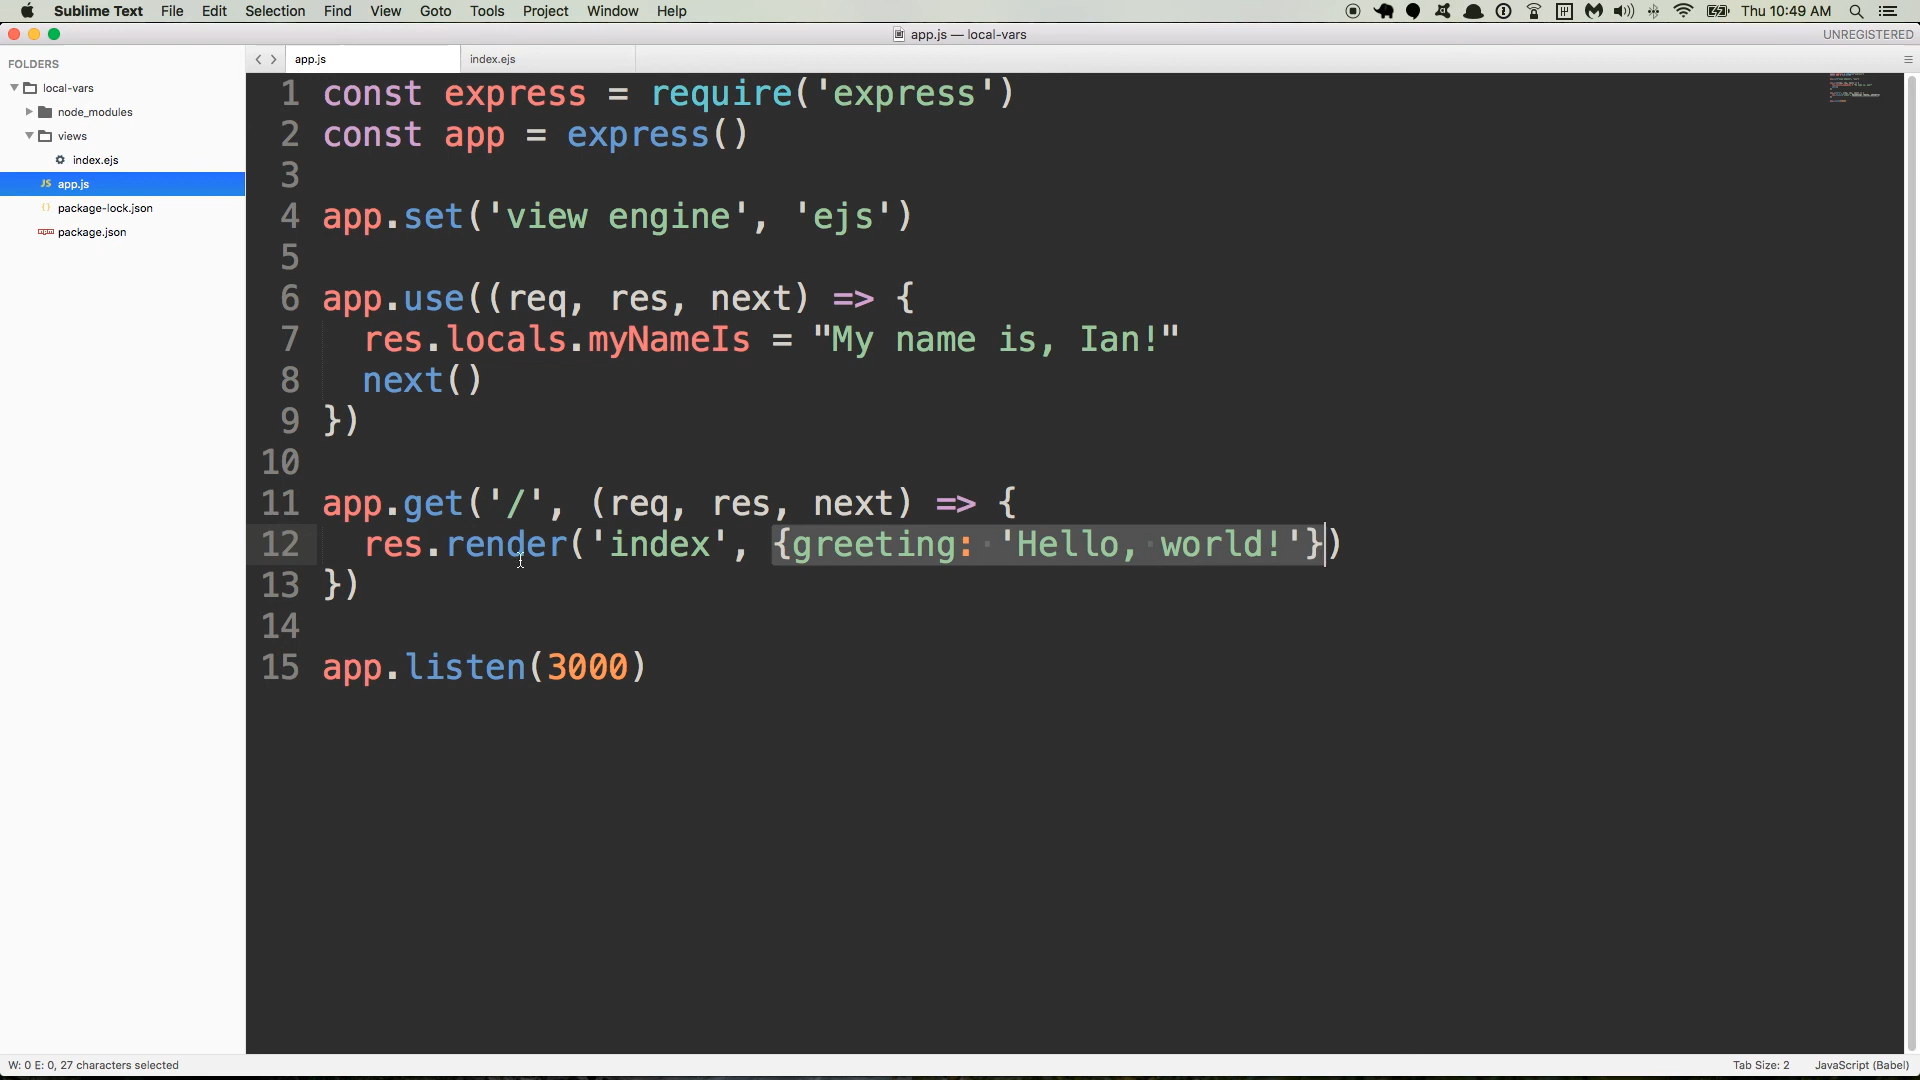 Sublime Text File Edit Selection Find View Goto Tools Project Window Help Thu 10:49 AM
app.js — local-vars UNREGISTERED
FOLDERS
local-vars
node_modules
views
index.ejs
JS app.js
package-lock.json
package.json
app.js index.ejs
1 const express = require('express')
2 const app = express()
3
4 app.set('view engine', 'ejs')
5
6 app.use((req, res, next) => {
7 res.locals.myNameIs = "My name is, Ian!"
8 next()
9 })
10
11 app.get('/', (req, res, next) => {
12 res.render('index', {greeting: 'Hello, world!'})
13 })
14
15 app.listen(3000)
W: 0 E: 0, 27 characters selected Tab Size: 2 JavaScript (Babel)